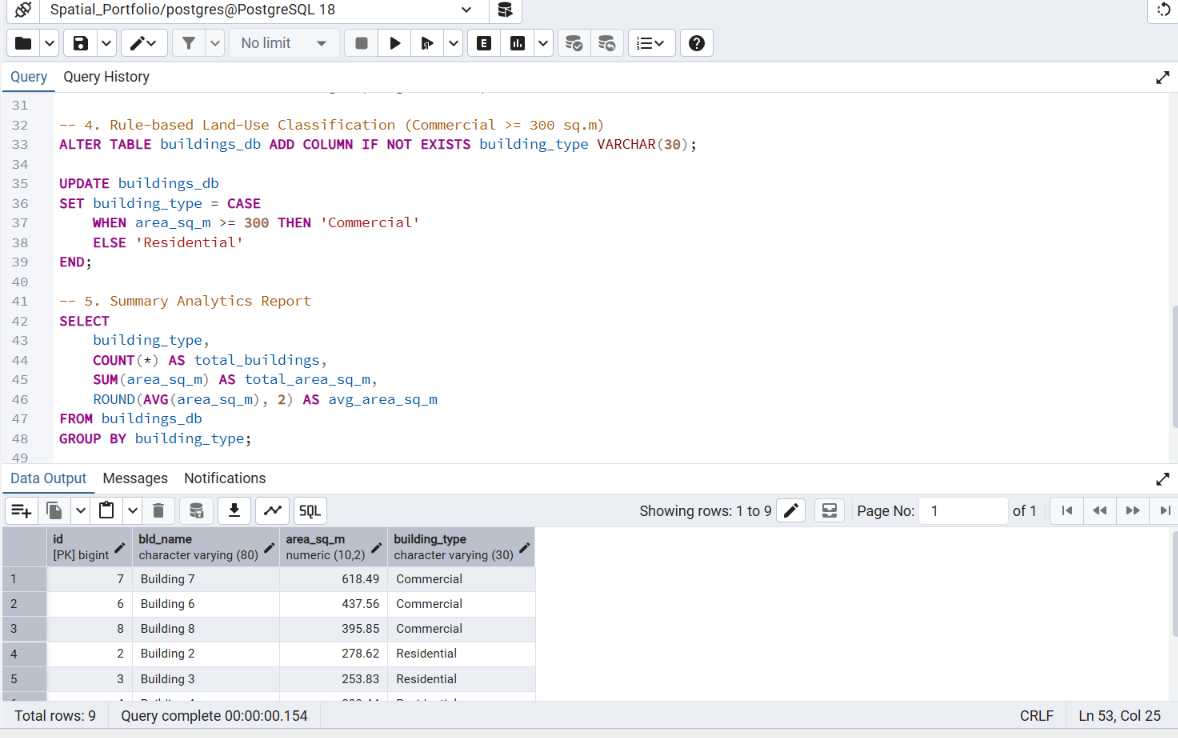 Spatial_Portfolio/postgres@PostgreSQL 18
No limit
E
Query Query History
31
32 -- 4. Rule-based Land-Use Classification (Commercial >= 300 sq.m)
33 ALTER TABLE buildings_db ADD COLUMN IF NOT EXISTS building_type VARCHAR(30);
34
35 UPDATE buildings_db
36 SET building_type = CASE
37 WHEN area_sq_m >= 300 THEN 'Commercial'
38 ELSE 'Residential'
39 END;
40
41 -- 5. Summary Analytics Report
42 SELECT
43 building_type,
44 COUNT(*) AS total_buildings,
45 SUM(area_sq_m) AS total_area_sq_m,
46 ROUND(AVG(area_sq_m), 2) AS avg_area_sq_m
47 FROM buildings_db
48 GROUP BY building_type;
49
Data Output Messages Notifications
SQL Showing rows: 1 to 9 Page No: 1 of 1
id bld_name area_sq_m building_type
[PK] bigint character varying (80) numeric (10,2) character varying (30)
1 7 Building 7 618.49 Commercial
2 6 Building 6 437.56 Commercial
3 8 Building 8 395.85 Commercial
4 2 Building 2 278.62 Residential
5 3 Building 3 253.83 Residential
Total rows: 9 Query complete 00:00:00.154 CRLF Ln 53, Col 25